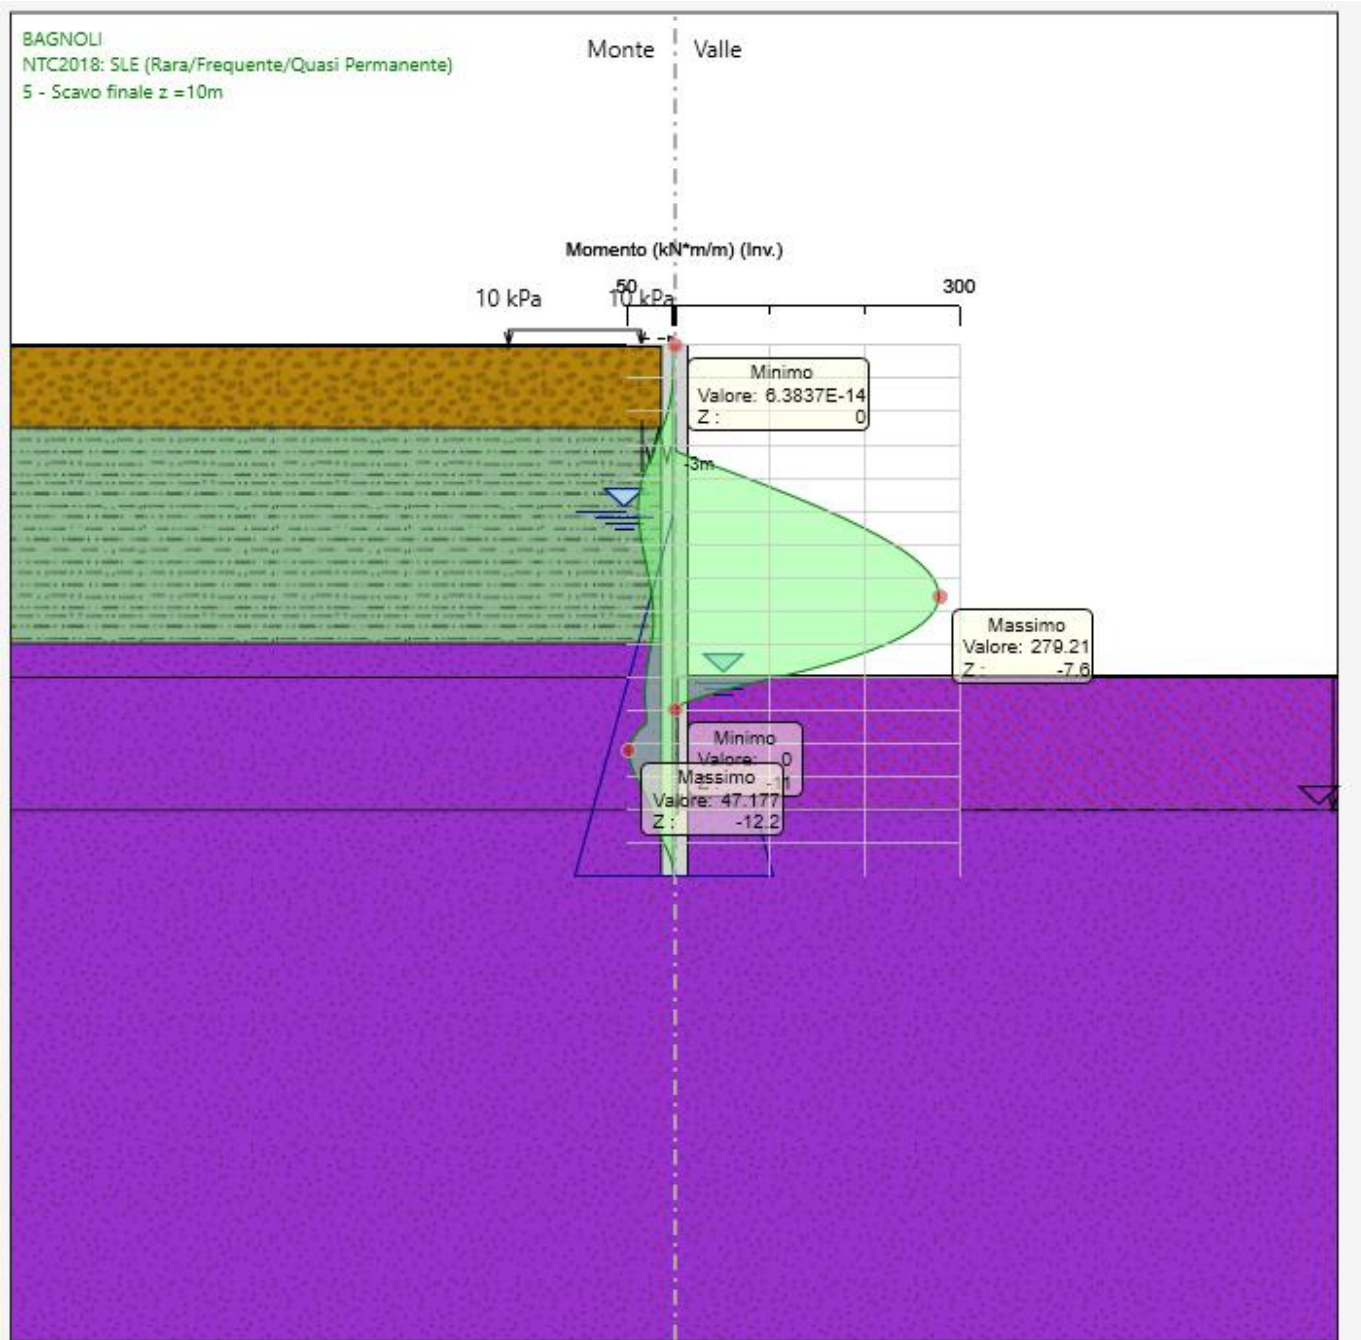 BAGNOLI
NTC2018: SLE (Rara/Frequente/Quasi Permanente)
5 - Scavo finale z =10m
Monte
Valle
Momento (kN*m/m) (Inv.)
50
300
10 kPa
10 kPa
Minimo
Valore: 6.3837E-14
Z : 0
-3m
Massimo
Valore: 279.21
Z : -7.6
Minimo
Valore: 0
-11
Massimo
Valore: 47.177
Z : -12.2